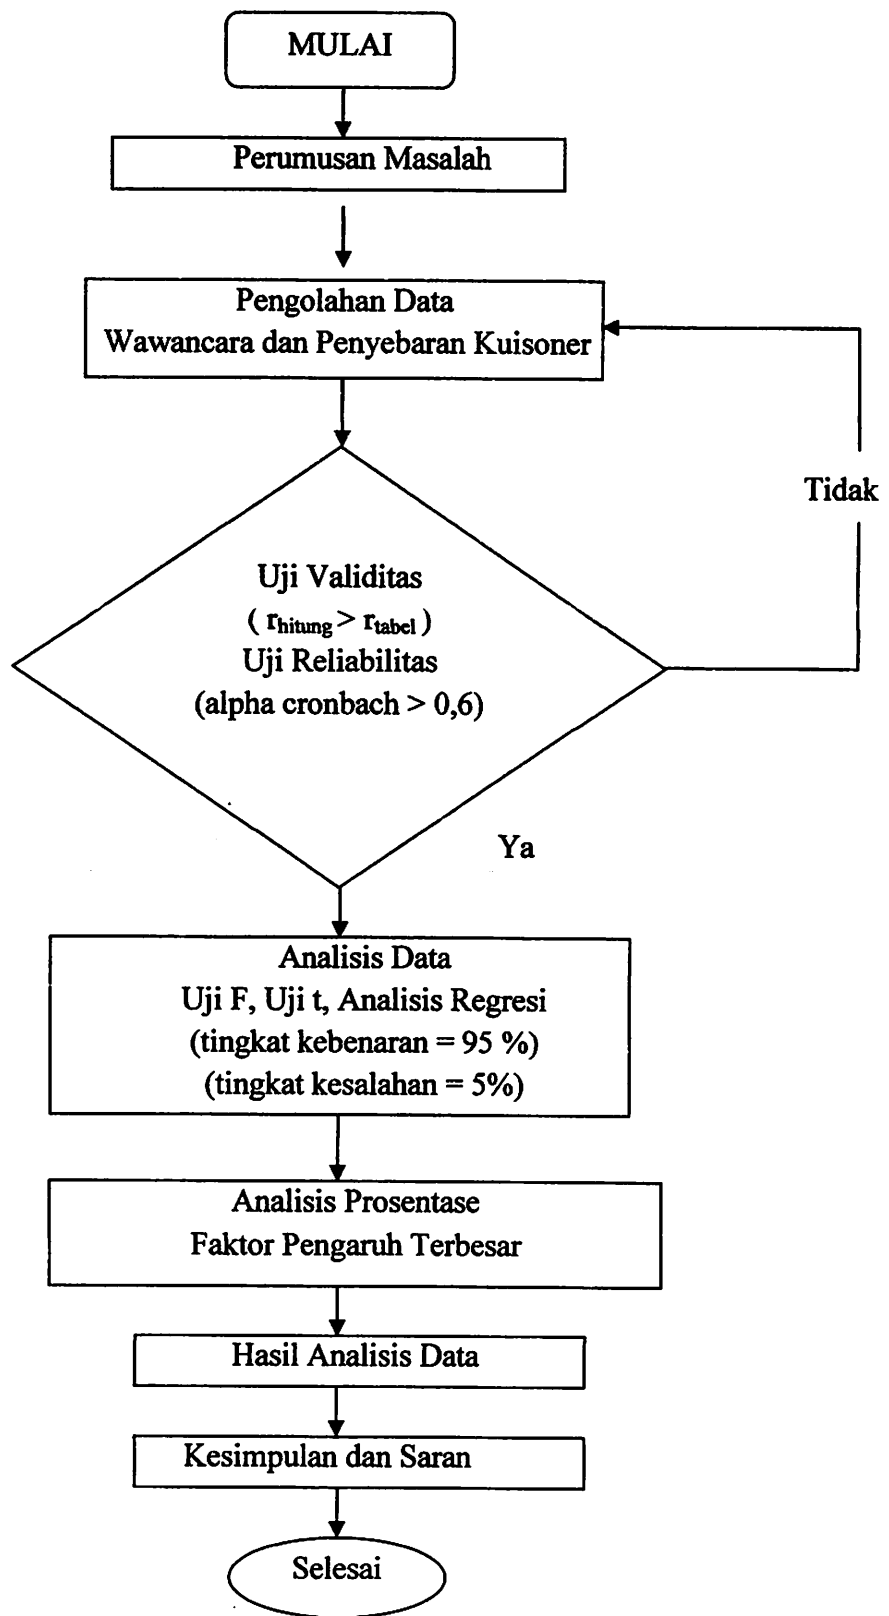 MULAI
Perumusan Masalah
Pengolahan Data
Wawancara dan Penyebaran Kuisoner
Tidak
Uji Validitas
( rhitung > rtabel )
Uji Reliabilitas
(alpha cronbach > 0,6)
Ya
Analisis Data
Uji F, Uji t, Analisis Regresi
(tingkat kebenaran = 95 %)
(tingkat kesalahan = 5%)
Analisis Prosentase
Faktor Pengaruh Terbesar
Hasil Analisis Data
Kesimpulan dan Saran
Selesai